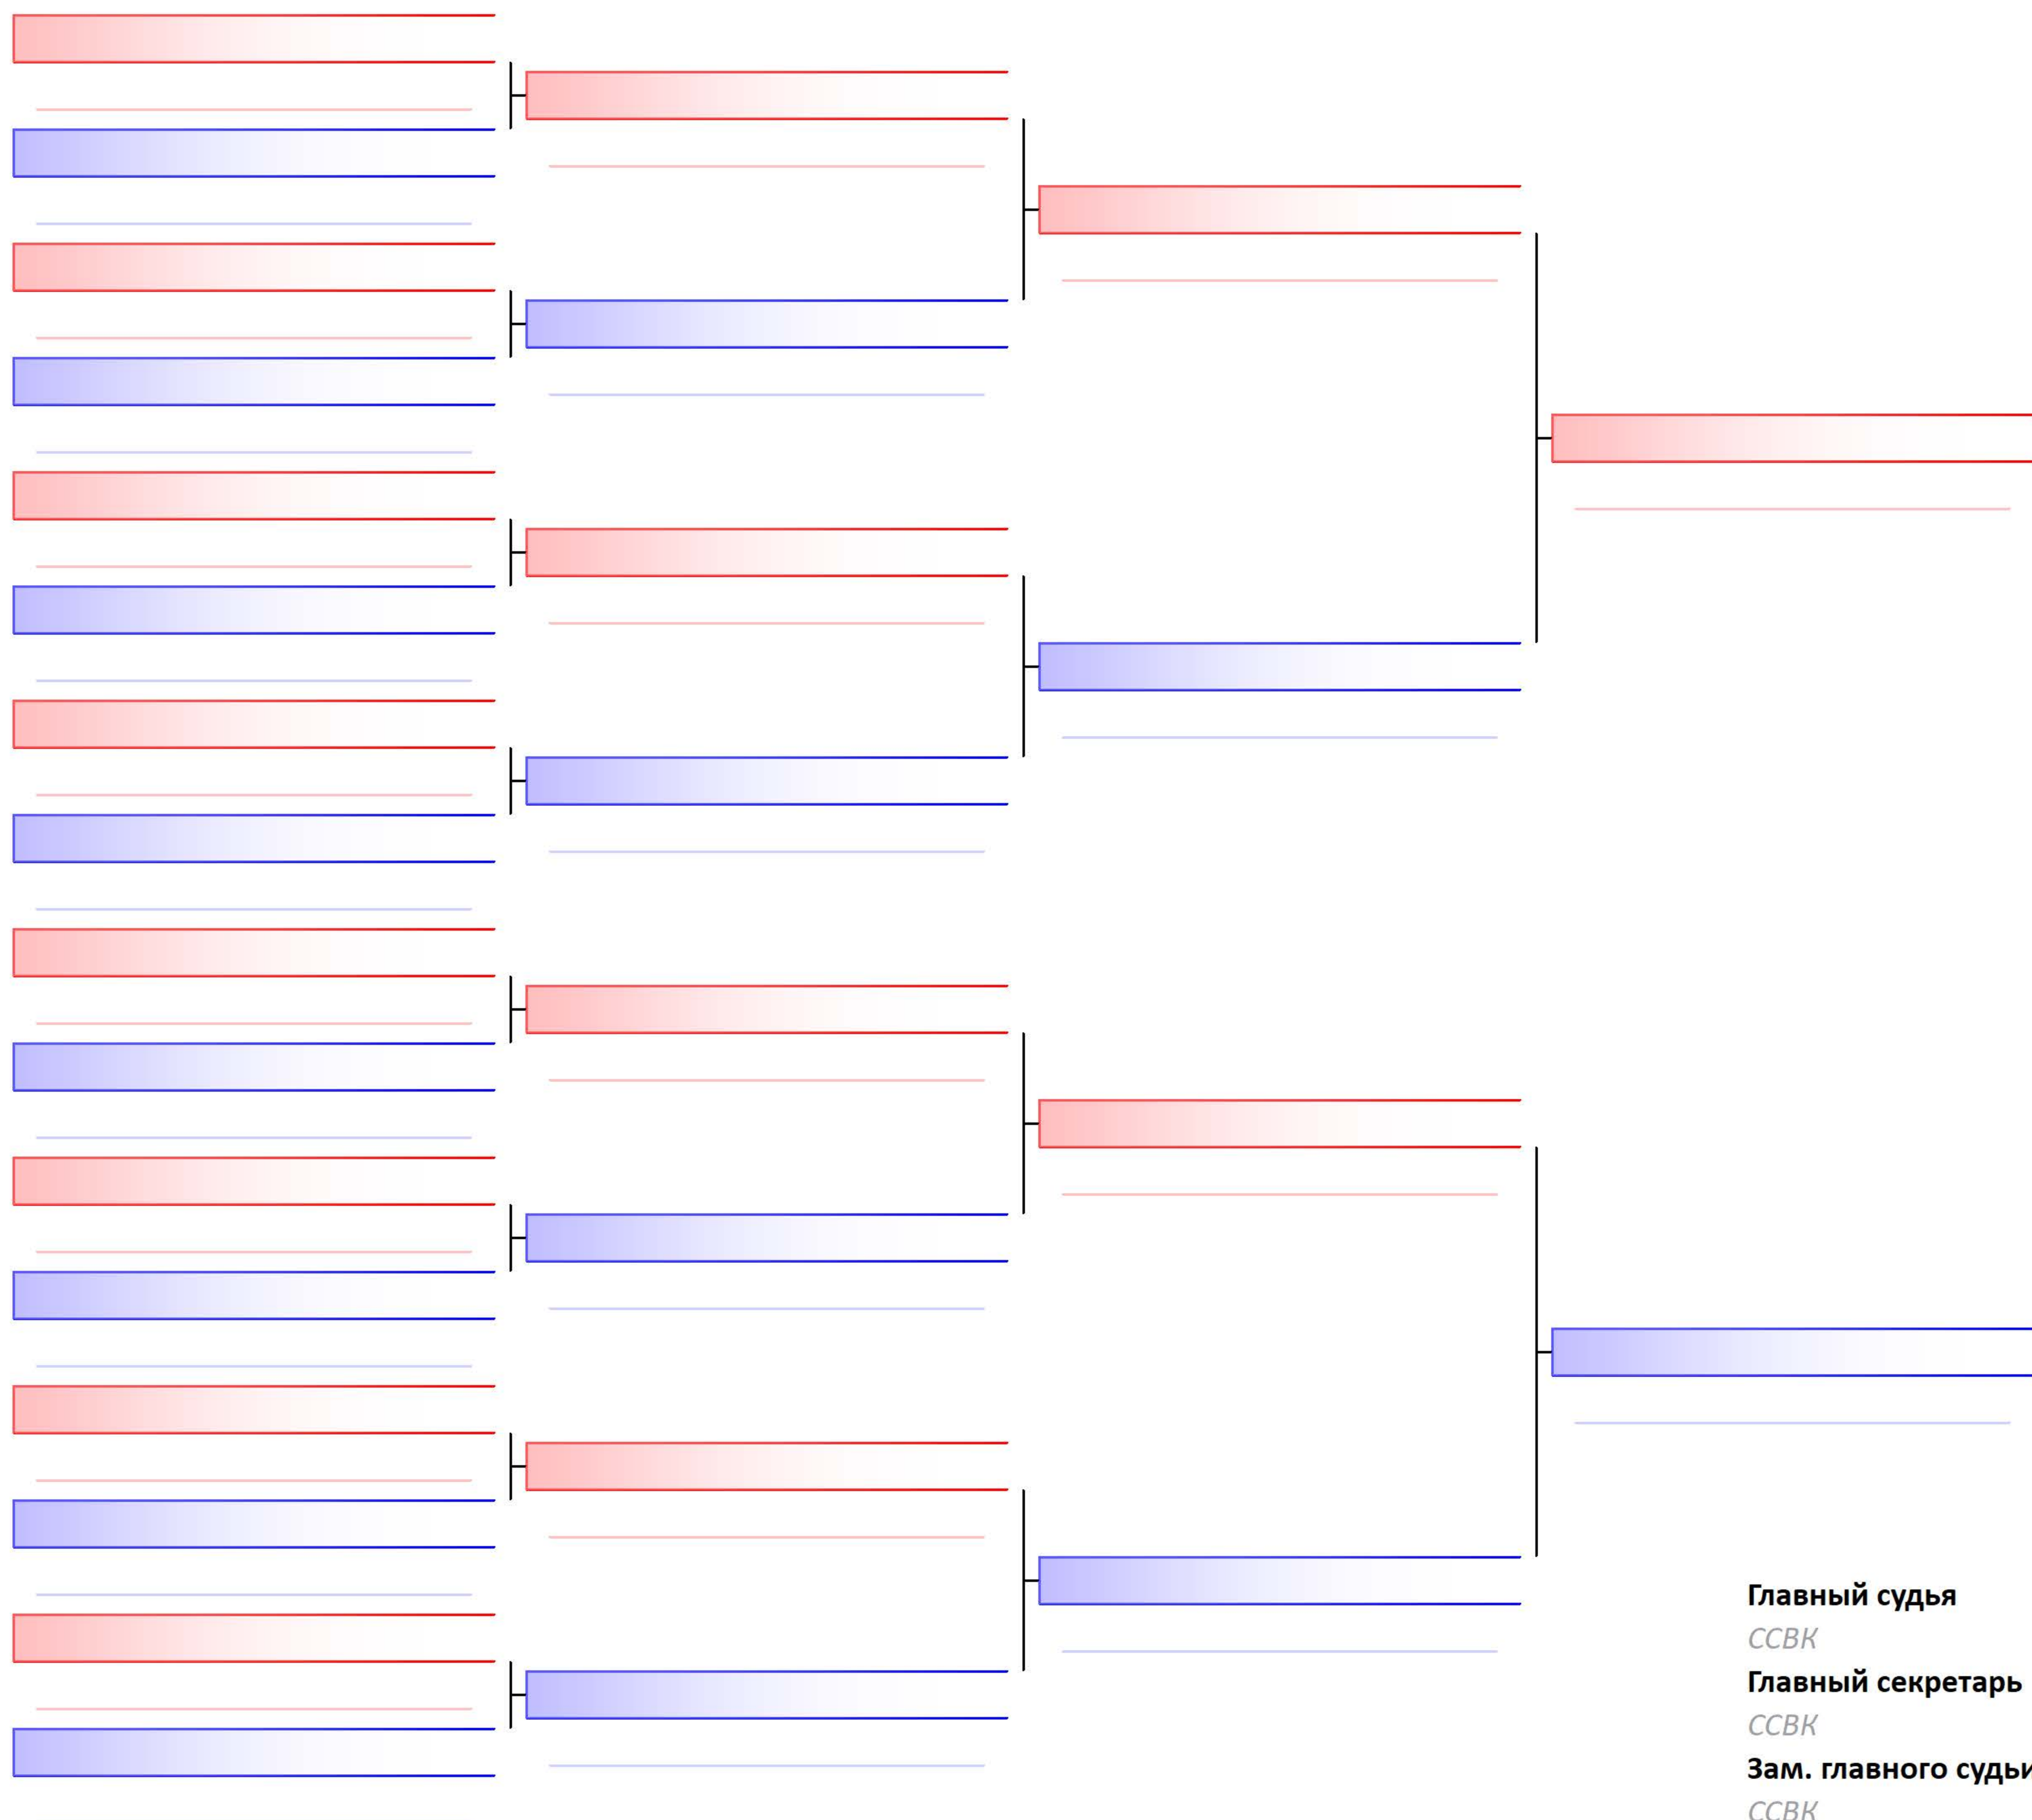 Главный судья
ССВК
Главный секретарь
ССВК
Зам. главного судьи
ССВК